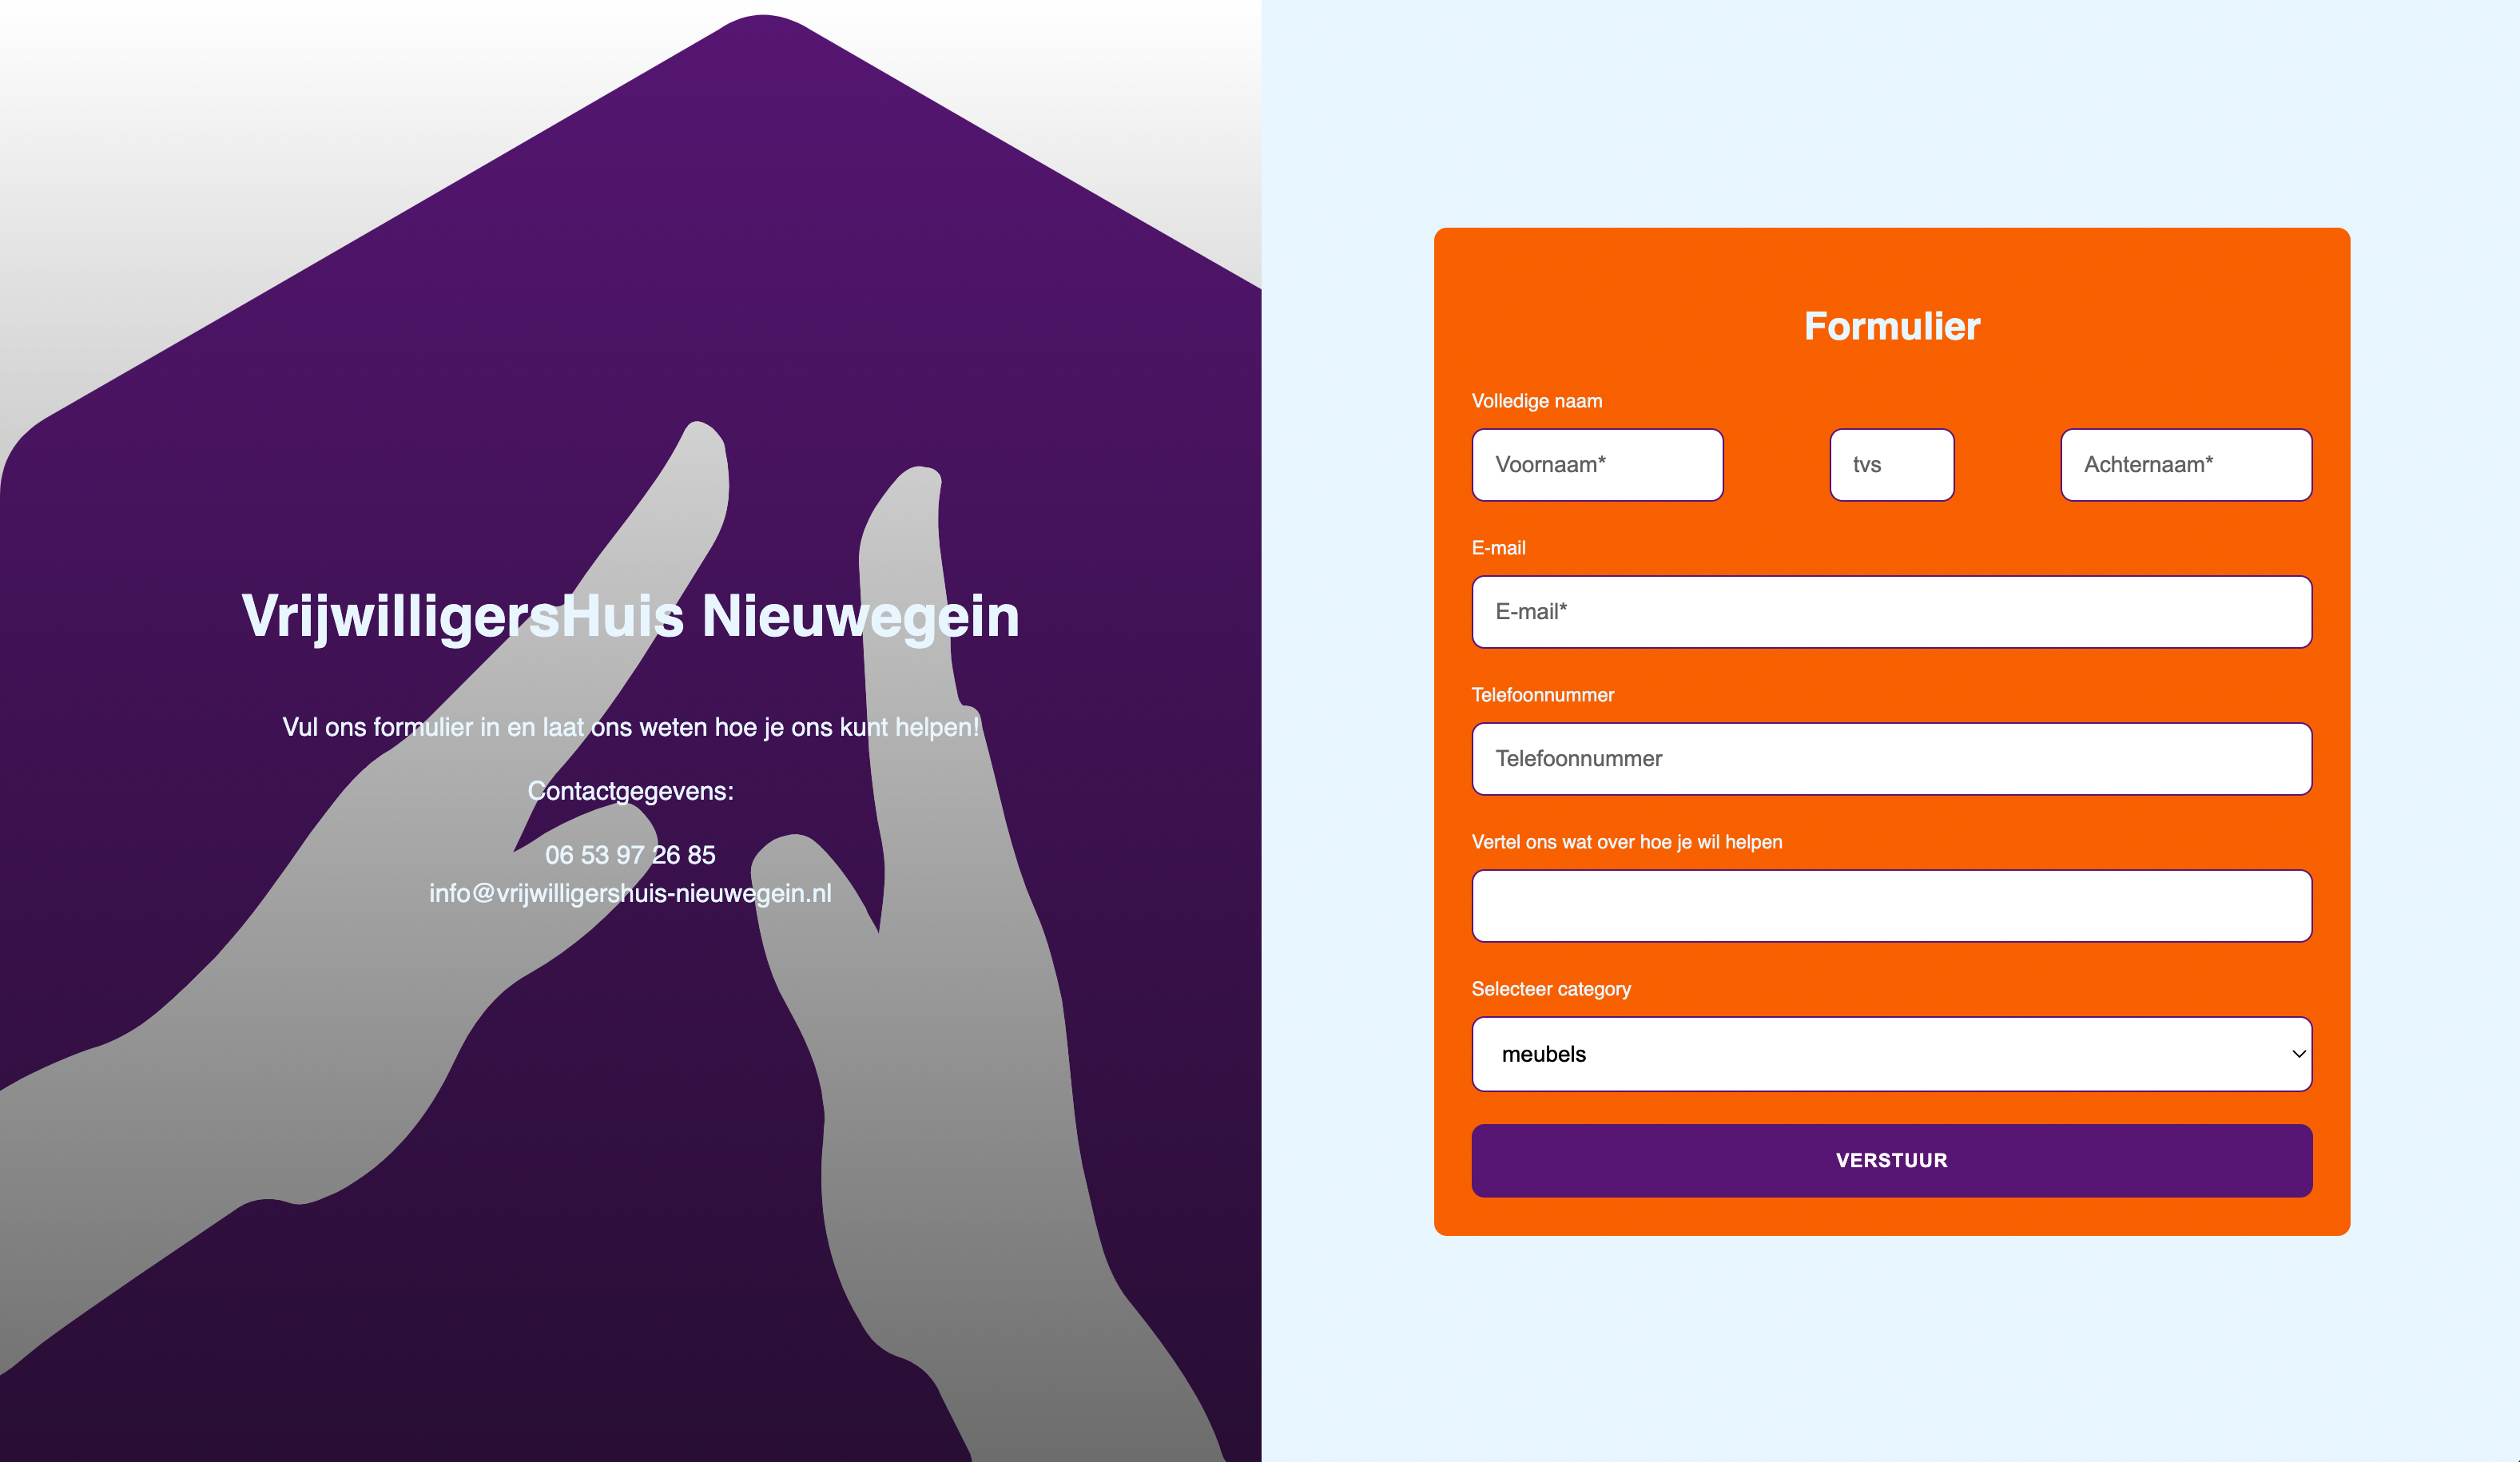 VrijwilligersHuis Nieuwegein
Vul ons formulier in en laat ons weten hoe je ons kunt helpen!
Contactgegevens:
06 53 97 26 85
info@vrijwilligershuis-nieuwegein.nl
Formulier
Volledige naam
Voornaam* tvs Achternaam*
E-mail
E-mail*
Telefoonnummer
Telefoonnummer
Vertel ons wat over hoe je wil helpen
Selecteer category
meubels
VERSTUUR